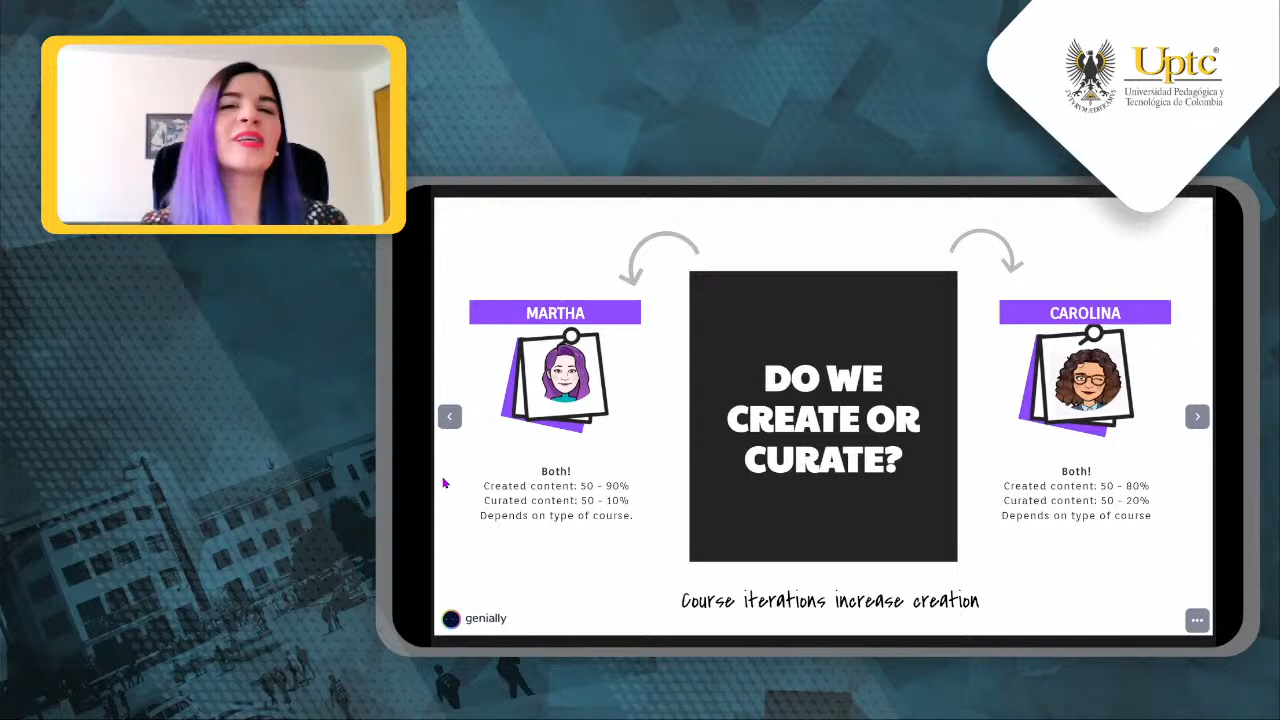 Uptc®
Universidad Pedagógica y
Tecnológica de Colombia
MARTHA
Both!
Created content: 50 - 90%
Curated content: 50 - 10%
Depends on type of course.
DO WE
CREATE OR
CURATE?
CAROLINA
Both!
Created content: 50 - 80%
Curated content: 50 - 20%
Depends on type of course
Course iterations increase creation
genially